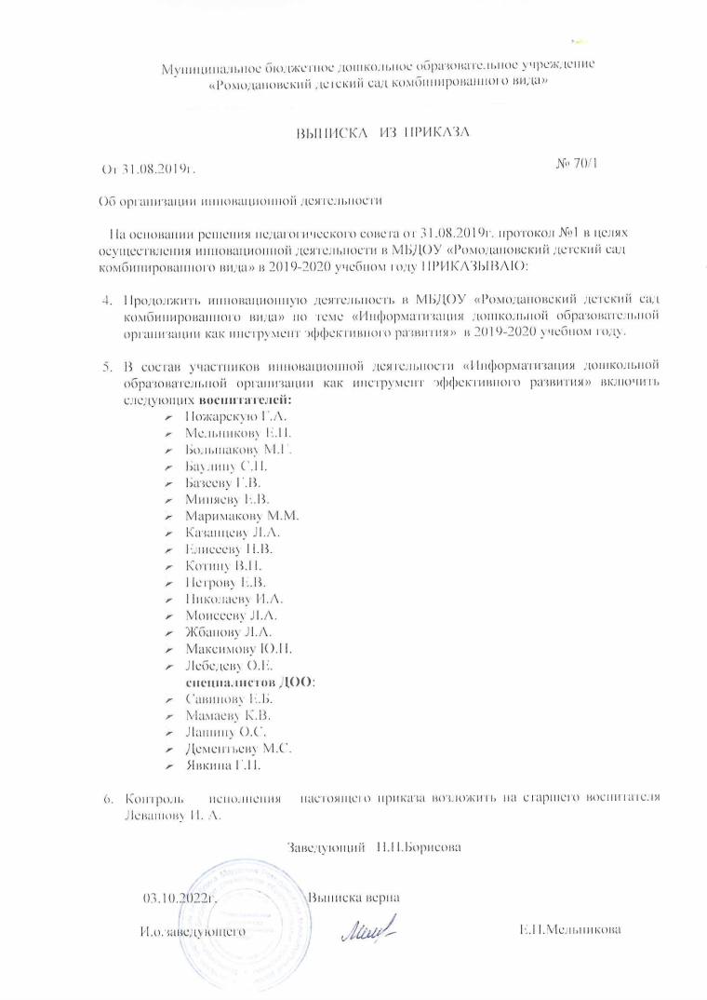 Муниципальное бюджетное дошкольное образовательное учреждение
«Ромодановский детский сад комбинированного вида»
ВЫПИСКА ИЗ ПРИКАЗА
От 31.08.2019г. № 70/1
Об организации инновационной деятельности
На основании решения педагогического совета от 31.08.2019г. протокол №1 в целях
осуществления инновационной деятельности в МБДОУ «Ромодановский детский сад
комбинированного вида» в 2019-2020 учебном году ПРИКАЗЫВАЮ:
4. Продолжить инновационную деятельность в МБДОУ «Ромодановский детский сад
комбинированного вида» по теме «Информатизация дошкольной образовательной
организации как инструмент эффективного развития» в 2019-2020 учебном году.
5. В состав участников инновационной деятельности «Информатизация дошкольной
образовательной организации как инструмент эффективного развития» включить
следующих воспитателей:
➢ Пожарскую Г.А.
➢ Мельникову Е.П.
➢ Большакову М.Г.
➢ Баулину С.П.
➢ Базееву Г.В.
➢ Миняеву Е.В.
➢ Маримакову М.М.
➢ Казанцеву Л.А.
➢ Елисееву Н.В.
➢ Котину В.П.
➢ Петрову Е.В.
➢ Николаеву И.А.
➢ Моисееву Л.А.
➢ Жбанову Л.А.
➢ Максимову Ю.П.
➢ Лебедеву О.Е.
специалистов ДОО:
➢ Савинову Е.Б.
➢ Мамаеву К.В.
➢ Лапину О.С.
➢ Дементьеву М.С.
➢ Явкина Г.П.
6. Контроль исполнения настоящего приказа возложить на старшего воспитателя
Левашову И. А.
Заведующий Н.П.Борисова
03.10.2022г. Выписка верна
И.о.заведующего Е.П.Мельникова